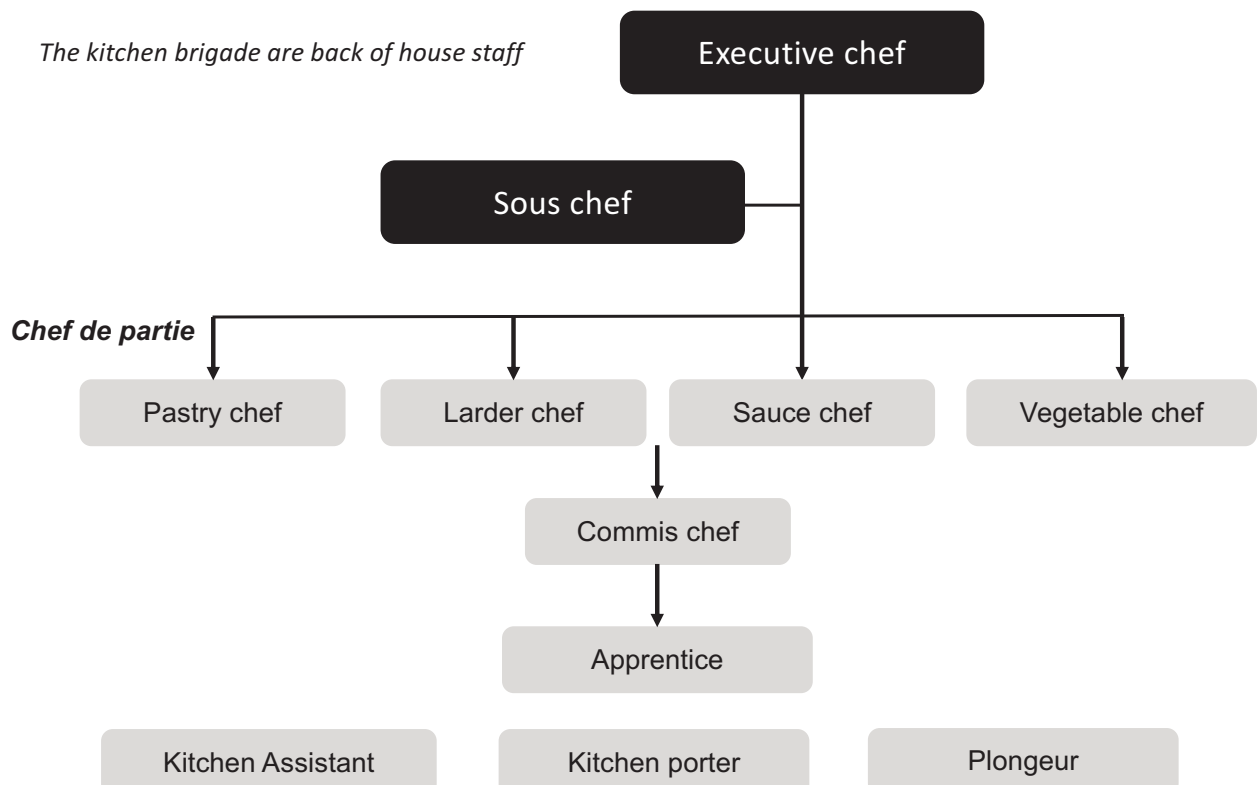 The kitchen brigade are back of house staff
Executive chef
Sous chef
Chef de partie
Pastry chef
Larder chef
Sauce chef
Vegetable chef
Commis chef
Apprentice
Kitchen Assistant
Kitchen porter
Plongeur